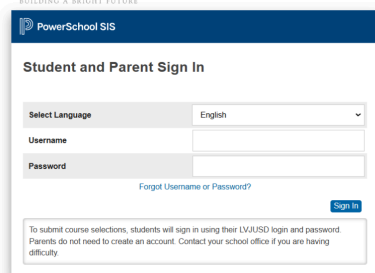 BUILDING A BRIGHT FUTURE
PowerSchool SIS
Student and Parent Sign In
Select Language English
Username
Password
Forgot Username or Password?
Sign In
To submit course selections, students will sign in using their LVJUSD login and password.
Parents do not need to create an account. Contact your school office if you are having
difficulty.